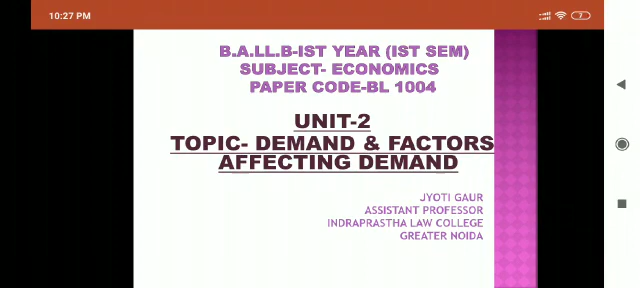 10:27 PM
7
B.A.LL.B-IST YEAR (IST SEM)
SUBJECT- ECONOMICS
PAPER CODE-BL 1004
UNIT-2
TOPIC- DEMAND & FACTORS
AFFECTING DEMAND
JYOTI GAUR
ASSISTANT PROFESSOR
INDRAPRASTHA LAW COLLEGE
GREATER NOIDA